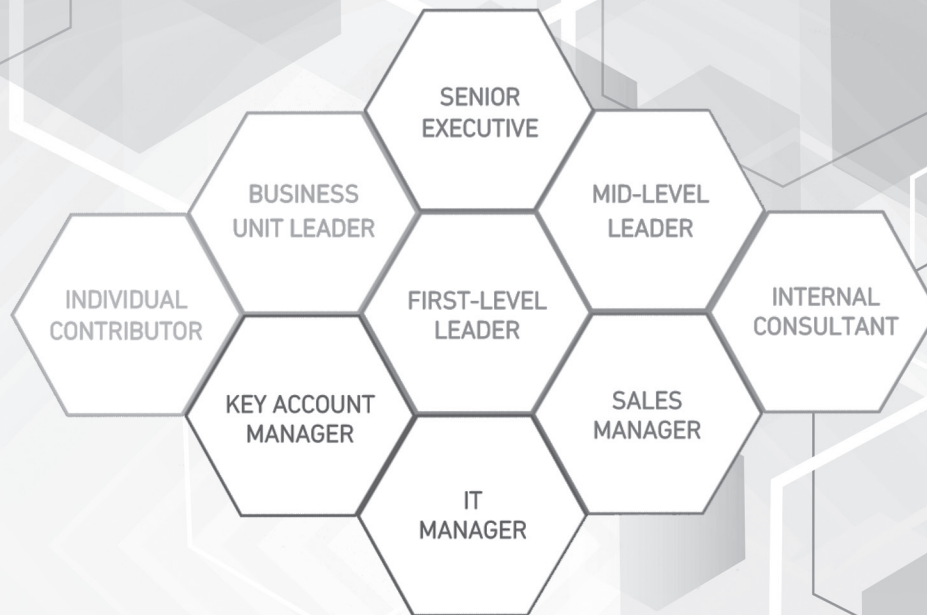 SENIOR
EXECUTIVE
BUSINESS
UNIT LEADER
MID-LEVEL
LEADER
INDIVIDUAL
CONTRIBUTOR
FIRST-LEVEL
LEADER
INTERNAL
CONSULTANT
KEY ACCOUNT
MANAGER
SALES
MANAGER
IT
MANAGER